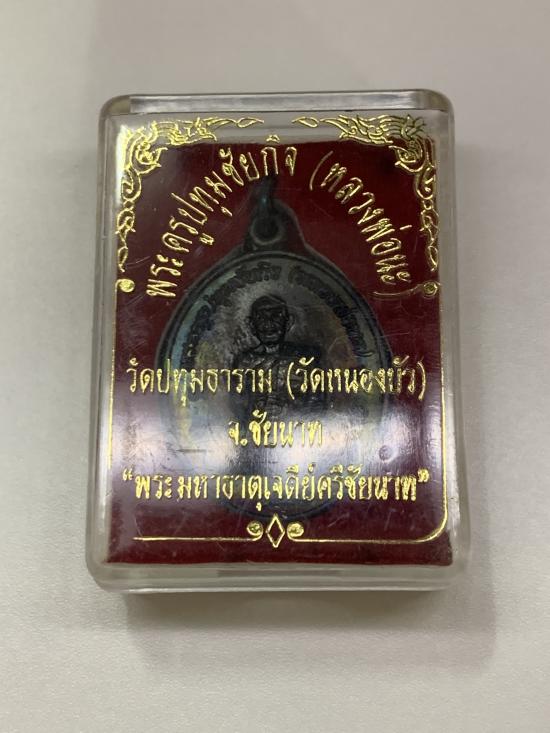 พระครูปทุมชัยกิจ (หลวงพ่อนะ)
วัดปทุมธาราม (วัดหนองบัว)
จ.ชัยนาท
“พระมหาธาตุเจดีย์ศรีชัยนาท”